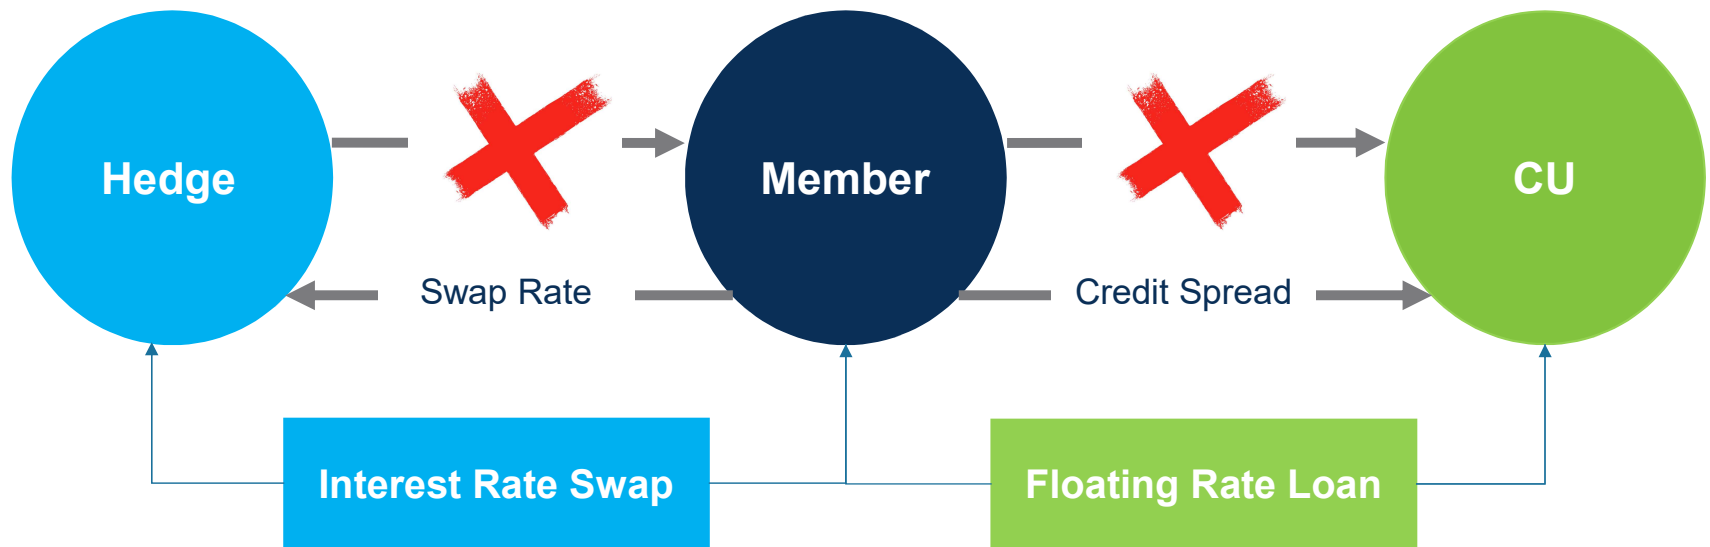 Hedge
Member
CU
Swap Rate
Credit Spread
Interest Rate Swap
Floating Rate Loan